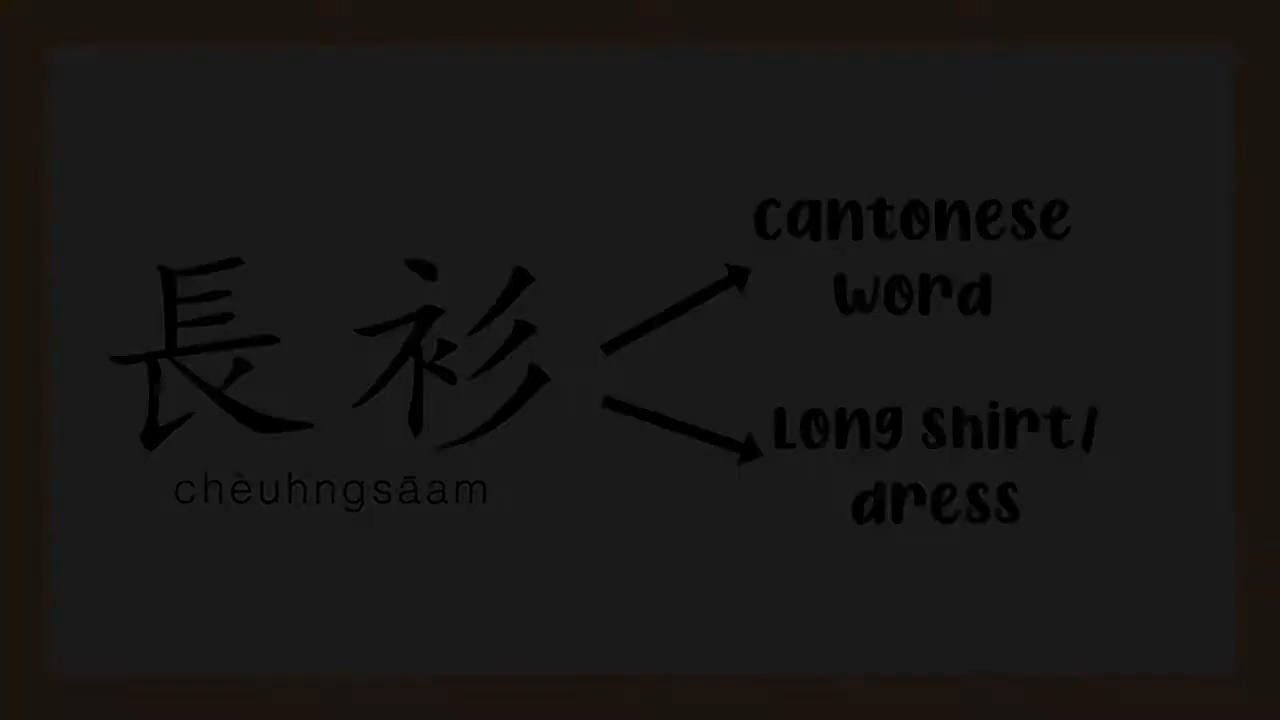 長衫
chèuhngsāam
cantonese
word
Long shirt/
dress